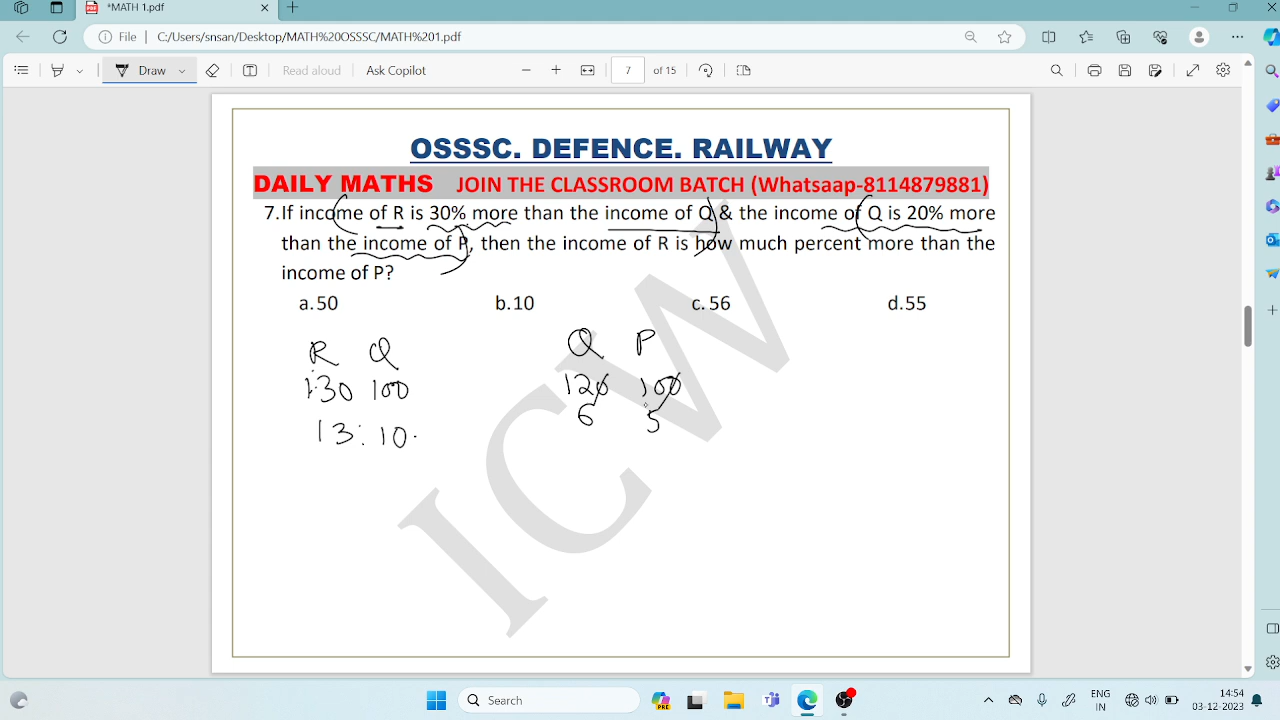 *MATH 1.pdf
File C:/Users/snsan/Desktop/MATH%20OSSSC/MATH%201.pdf
Draw Read aloud Ask Copilot 7 of 15
OSSSC. DEFENCE. RAILWAY
DAILY MATHS JOIN THE CLASSROOM BATCH (Whatsaap-8114879881)
7.If income of R is 30% more than the income of Q & the income of Q is 20% more
than the income of P, then the income of R is how much percent more than the
income of P?
a.50 b.10 c. 56 d.55
R Q Q P
130 100 120 100
6 5
13:10
ICW
Search PRE ENG IN 14:54 03-12-2023